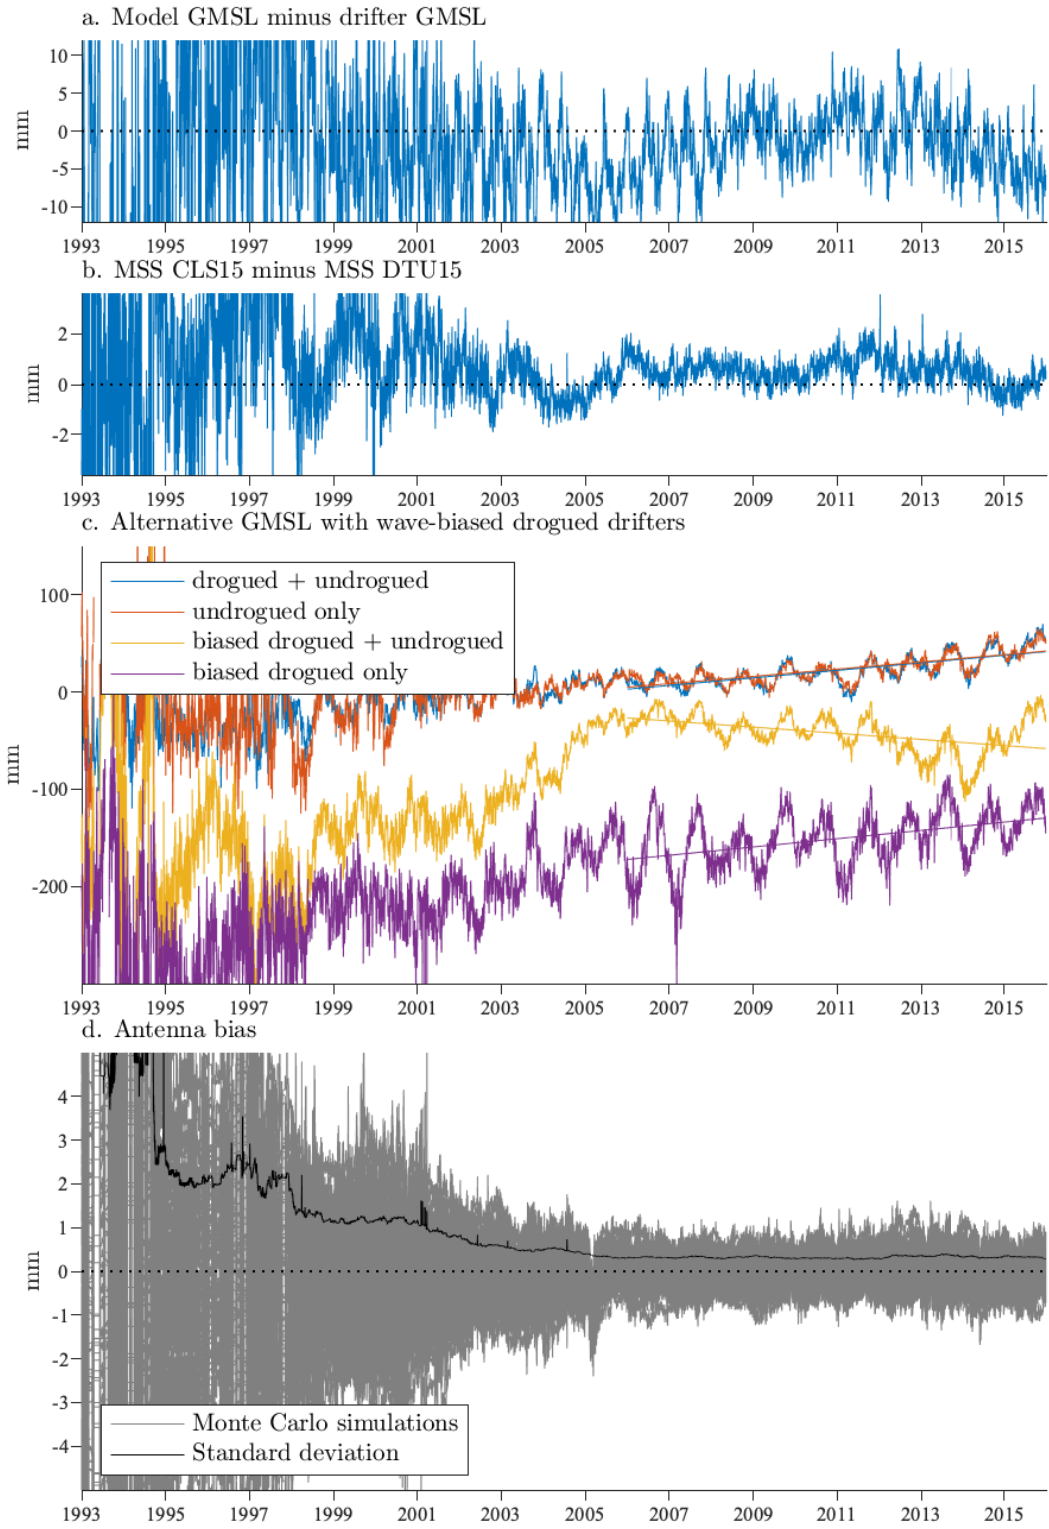 a. Model GMSL minus drifter GMSL
10
5
0
-5
-10
mm
1993 1995 1997 1999 2001 2003 2005 2007 2009 2011 2013 2015
b. MSS CLS15 minus MSS DTU15
2
0
-2
mm
1993 1995 1997 1999 2001 2003 2005 2007 2009 2011 2013 2015
c. Alternative GMSL with wave-biased drogued drifters
drogued + undrogued
undrogued only
biased drogued + undrogued
biased drogued only
100
0
-100
-200
mm
1993 1995 1997 1999 2001 2003 2005 2007 2009 2011 2013 2015
d. Antenna bias
4
3
2
1
0
-1
-2
-3
-4
mm
Monte Carlo simulations
Standard deviation
1993 1995 1997 1999 2001 2003 2005 2007 2009 2011 2013 2015